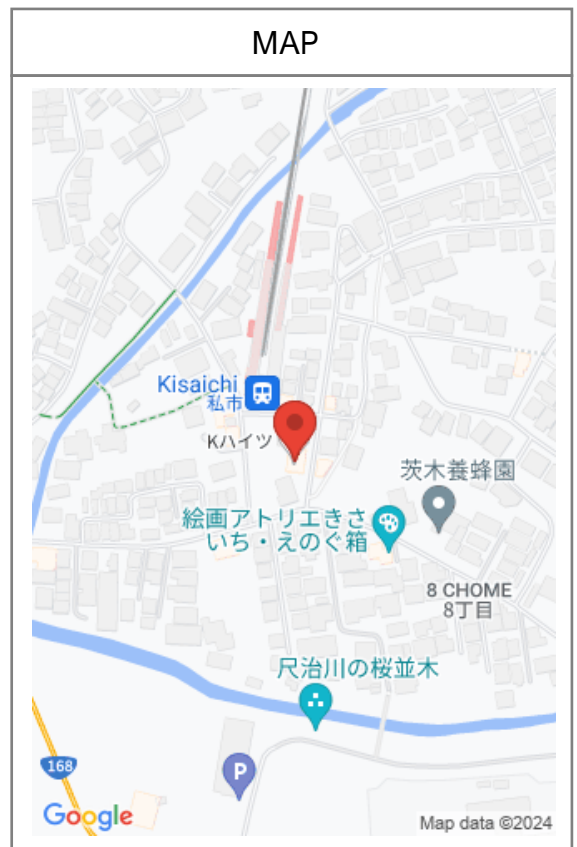 MAP
Kisaichi
私市
Kハイツ
茨木養蜂園
絵画アトリエきさ
いち・えのぐ箱
8 CHOME
8丁目
尺治川の桜並木
168
P
Google
Map data ©2024